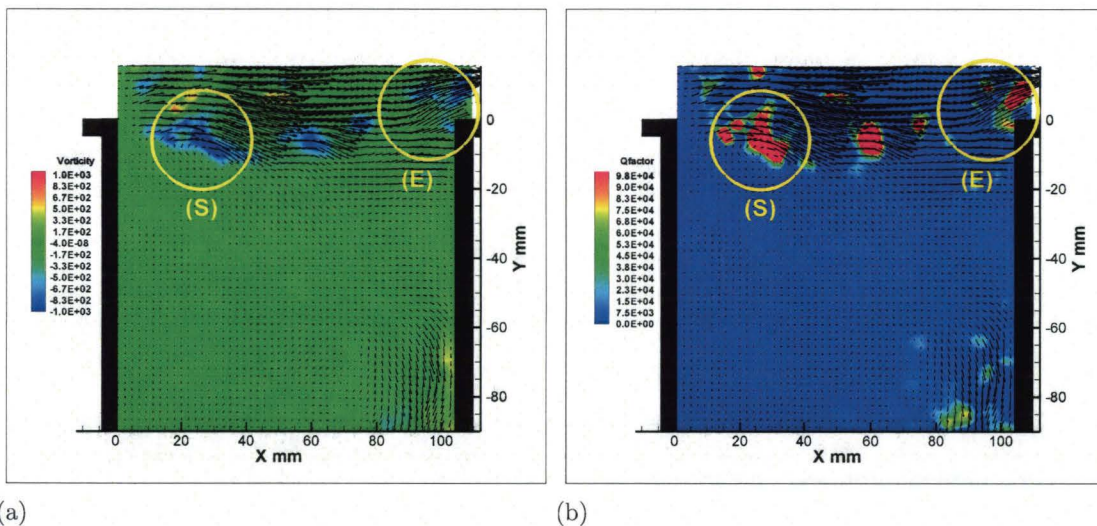 Vorticity
1.0E+03
8.3E+02
6.7E+02
5.0E+02
3.3E+02
1.7E+02
-4.0E-08
-1.7E+02
-3.3E+02
-5.0E+02
-6.7E+02
-8.3E+02
-1.0E+03
(S)
(E)
0
-20
-40
-60
-80
Y mm
0 20 40 60 80 100
X mm
(a)
Qfactor
9.8E+04
9.0E+04
8.3E+04
7.5E+04
6.8E+04
6.0E+04
5.3E+04
4.5E+04
3.8E+04
3.0E+04
2.3E+04
1.5E+04
7.5E+03
0.0E+00
(S)
(E)
0
-20
-40
-60
-80
Y mm
0 20 40 60 80 100
X mm
(b)